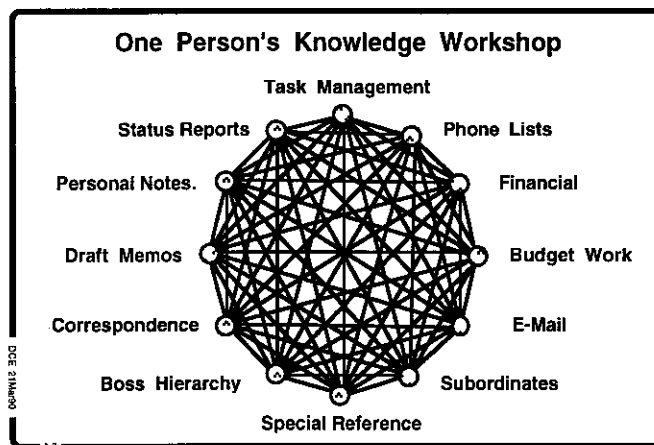 One Person's Knowledge Workshop
Task Management
Status Reports
Phone Lists
Personal Notes.
Financial
Draft Memos
Budget Work
Correspondence
E-Mail
Boss Hierarchy
Subordinates
Special Reference
DCE 21Mar90